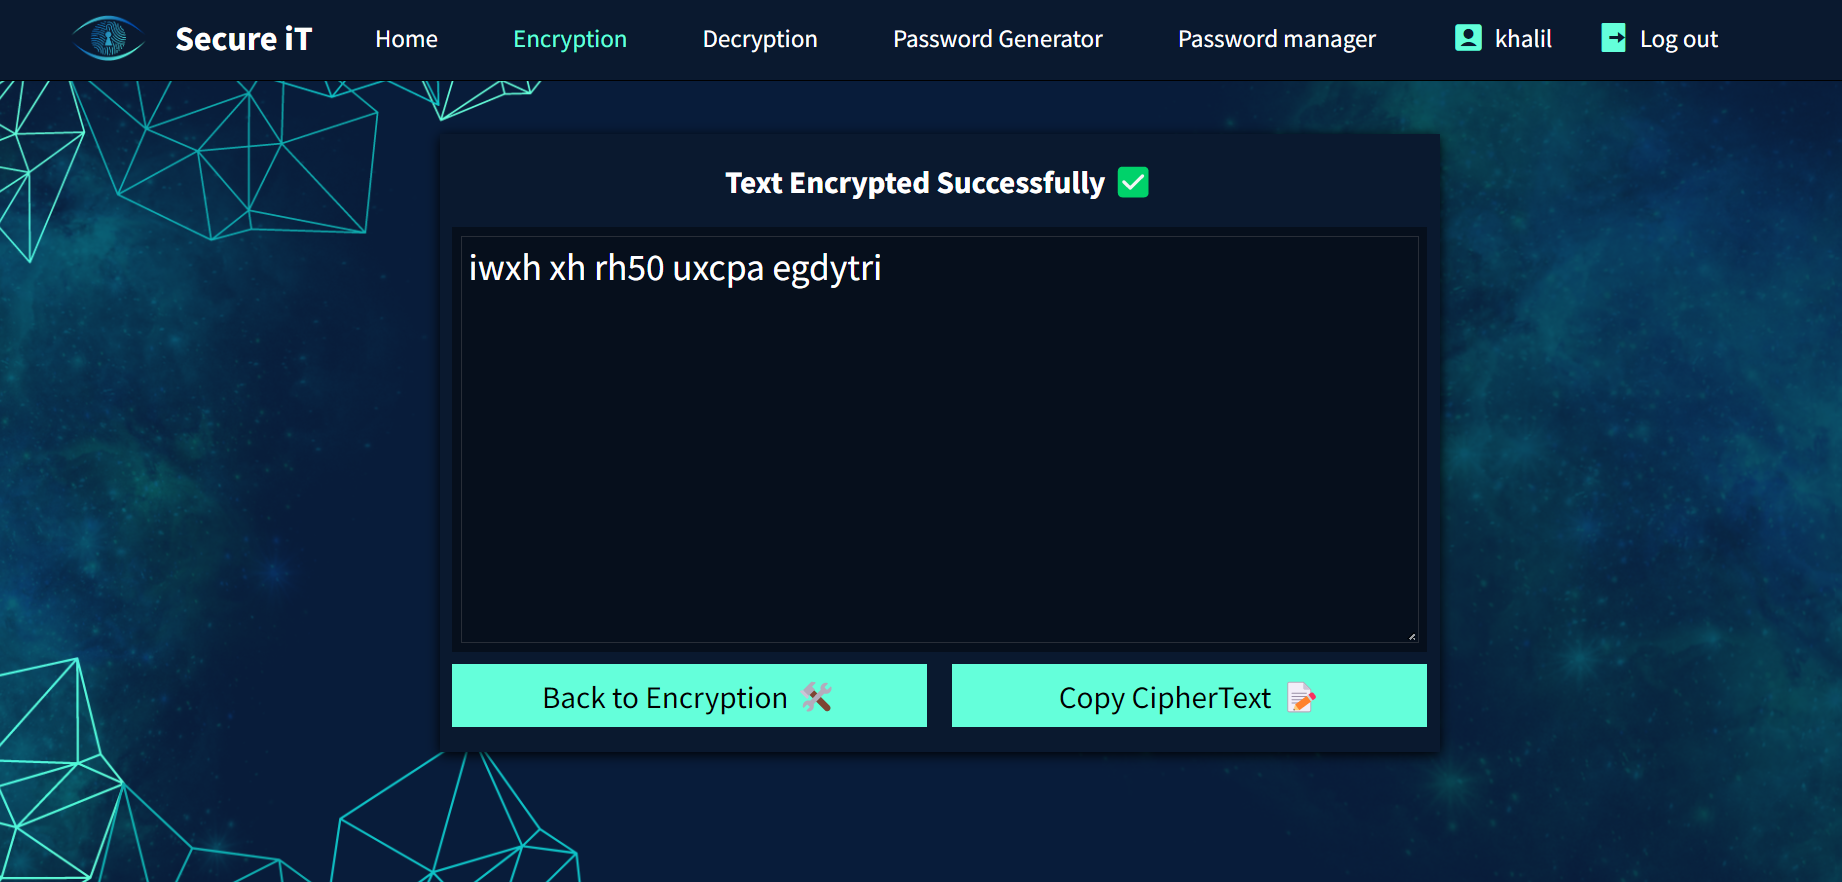 Secure iT
Home
Encryption
Decryption
Password Generator
Password manager
khalil
Log out
Text Encrypted Successfully
iwxh xh rh50 uxcpa egdytri
Back to Encryption
Copy CipherText